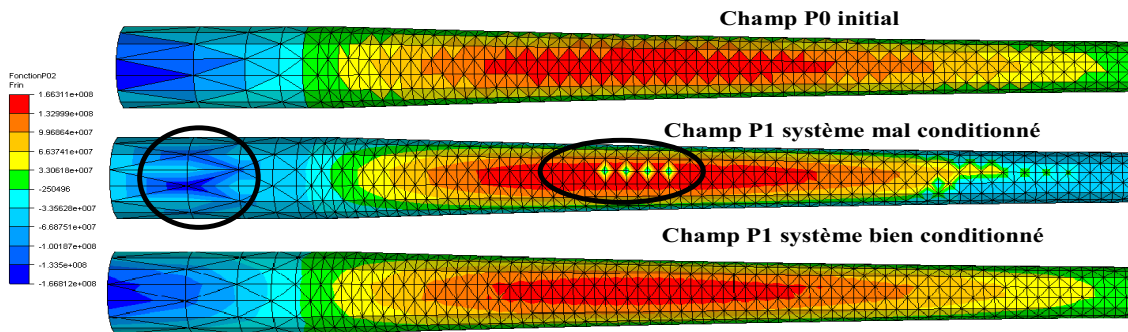 Champ P0 initial
FonctionP02
Frin
1.66311e+008
1.32999e+008
9.96864e+007
6.63741e+007
3.30618e+007
-250496
-3.35628e+007
-6.68751e+007
-1.00187e+008
-1.335e+008
-1.66812e+008
Champ P1 système mal conditionné
Champ P1 système bien conditionné